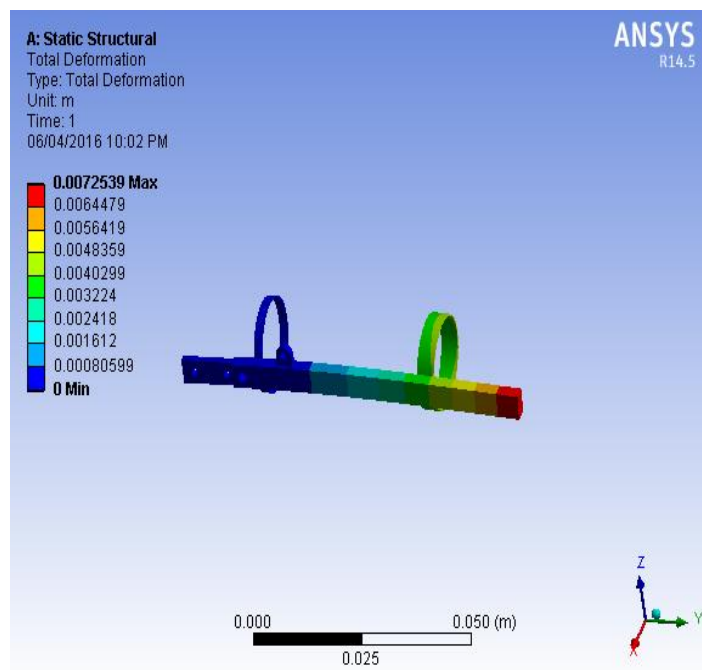 A: Static Structural
Total Deformation
Type: Total Deformation
Unit: m
Time: 1
06/04/2016 10:02 PM
ANSYS
R14.5
0.0072539 Max
0.0064479
0.0056419
0.0048359
0.0040299
0.003224
0.002418
0.001612
0.00080599
0 Min
0.000
0.050 (m)
0.025
Z
Y
X